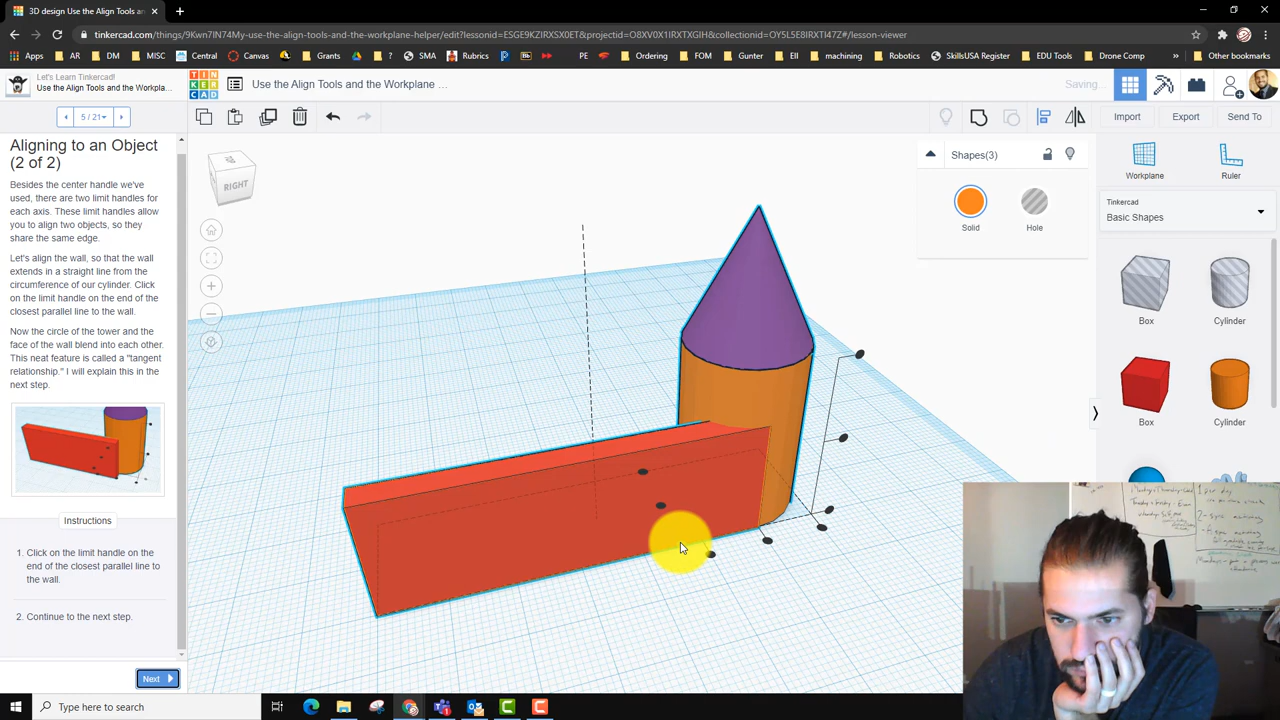 3D design Use the Align Tools and
tinkercad.com/things/9Kwn7IN74My-use-the-align-tools-and-the-workplane-helper/edit?lessonid=ESGE9KZIRXSX0ET&projectid=O8XV0X1IRTXGIH&collectionid=OY5L5E8IRXTI47Z#/lesson-viewer
Apps AR DM MISC Central Canvas Grants ? SMA Rubrics PE Ordering FOM Gunter Ell machining Robotics SkillsUSA Register EDU Tools Drone Comp Other bookmarks
Let's Learn Tinkercad!
Use the Align Tools and the Workpla...
TIN
KER
CAD
Use the Align Tools and the Workplane ...
Saving...
5 / 21
Import Export Send To
Aligning to an Object
(2 of 2)
Besides the center handle we've
used, there are two limit handles for
each axis. These limit handles allow
you to align two objects, so they
share the same edge.
Let's align the wall, so that the wall
extends in a straight line from the
circumference of our cylinder. Click
on the limit handle on the end of the
closest parallel line to the wall.
Now the circle of the tower and the
face of the wall blend into each other.
This neat feature is called a "tangent
relationship." I will explain this in the
next step.
Instructions
1. Click on the limit handle on the
end of the closest parallel line to
the wall.
2. Continue to the next step.
Next
RIGHT
Shapes(3)
Solid Hole
Workplane Ruler
Tinkercad
Basic Shapes
Box Cylinder
Box Cylinder
Type here to search